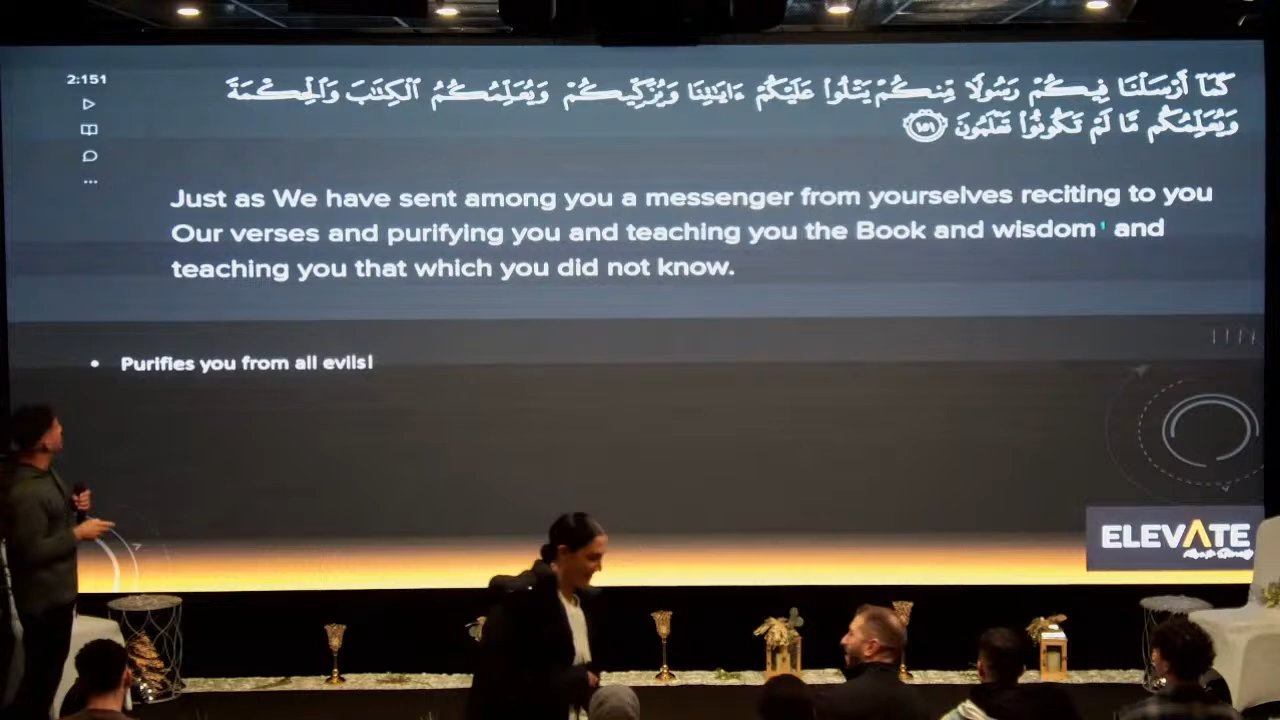 2:151
كَمَآ أَرْسَلْنَا فِيكُمْ رَسُولًا مِّنكُمْ يَتْلُوا۟ عَلَيْكُمْ ءَايَـٰتِنَا وَيُزَكِّيكُمْ وَيُعَلِّمُكُمُ ٱلْكِتَـٰبَ وَٱلْحِكْمَةَ
وَيُعَلِّمُكُم مَّا لَمْ تَكُونُوا۟ تَعْلَمُونَ ١٥١
Just as We have sent among you a messenger from yourselves reciting to you
Our verses and purifying you and teaching you the Book and wisdom ¹ and
teaching you that which you did not know.
• Purifies you from all evils!
ELEVATE